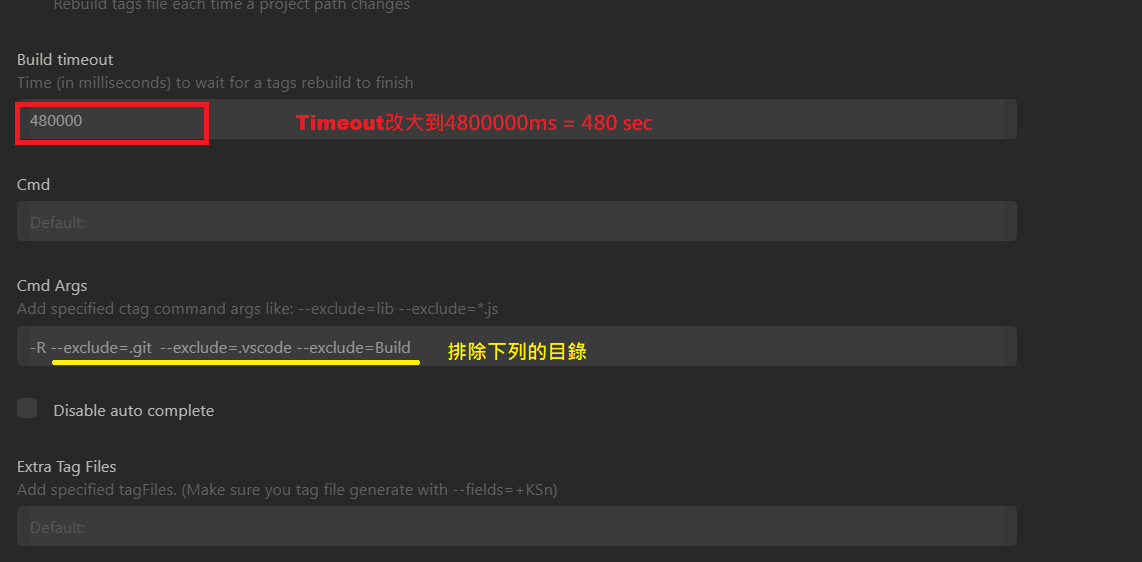 Rebuild tags file each time a project path changes
Build timeout
Time (in milliseconds) to wait for a tags rebuild to finish
480000
Timeout改大到4800000ms = 480 sec
Cmd
Default:
Cmd Args
Add specified ctag command args like: --exclude=lib --exclude=*.js
-R --exclude=.git  --exclude=.vscode --exclude=Build
排除下列的目錄
Disable auto complete
Extra Tag Files
Add specified tagFiles. (Make sure you tag file generate with --fields=+KSn)
Default: